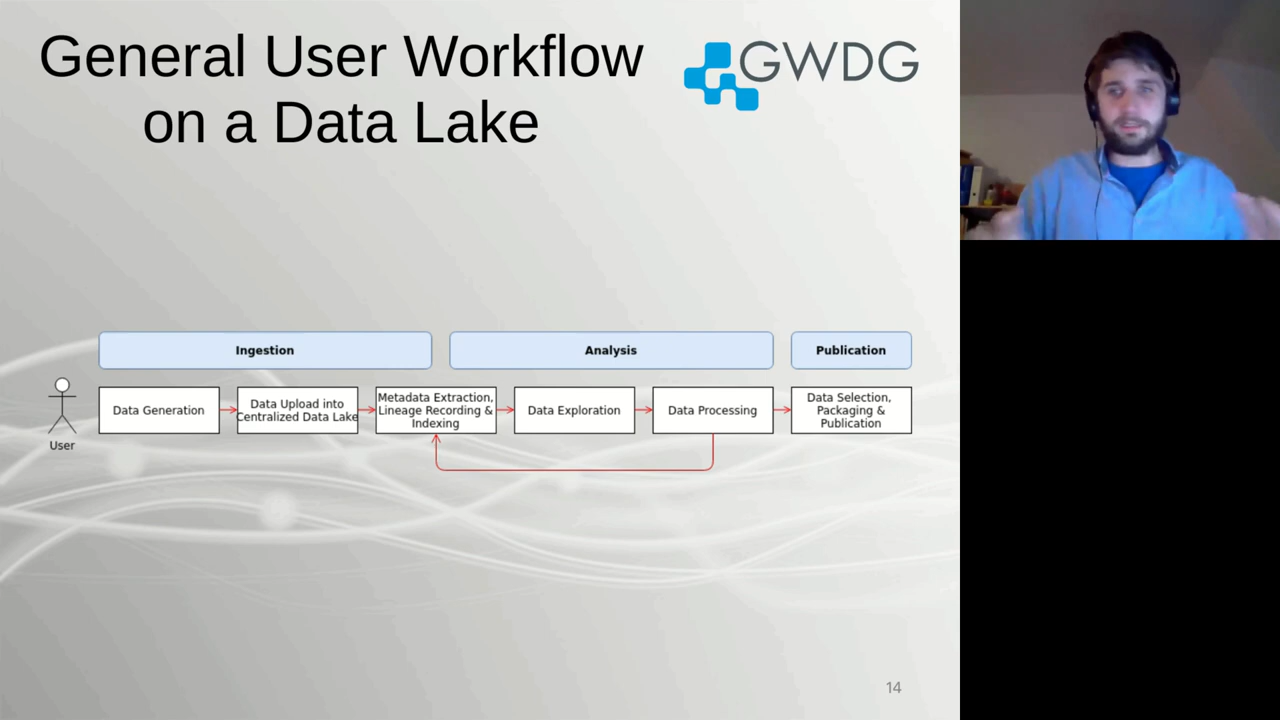 General User Workflow
on a Data Lake
GWDG
Ingestion
Analysis
Publication
User
Data Generation
Data Upload into
Centralized Data Lake
Metadata Extraction,
Lineage Recording &
Indexing
Data Exploration
Data Processing
Data Selection,
Packaging &
Publication
14